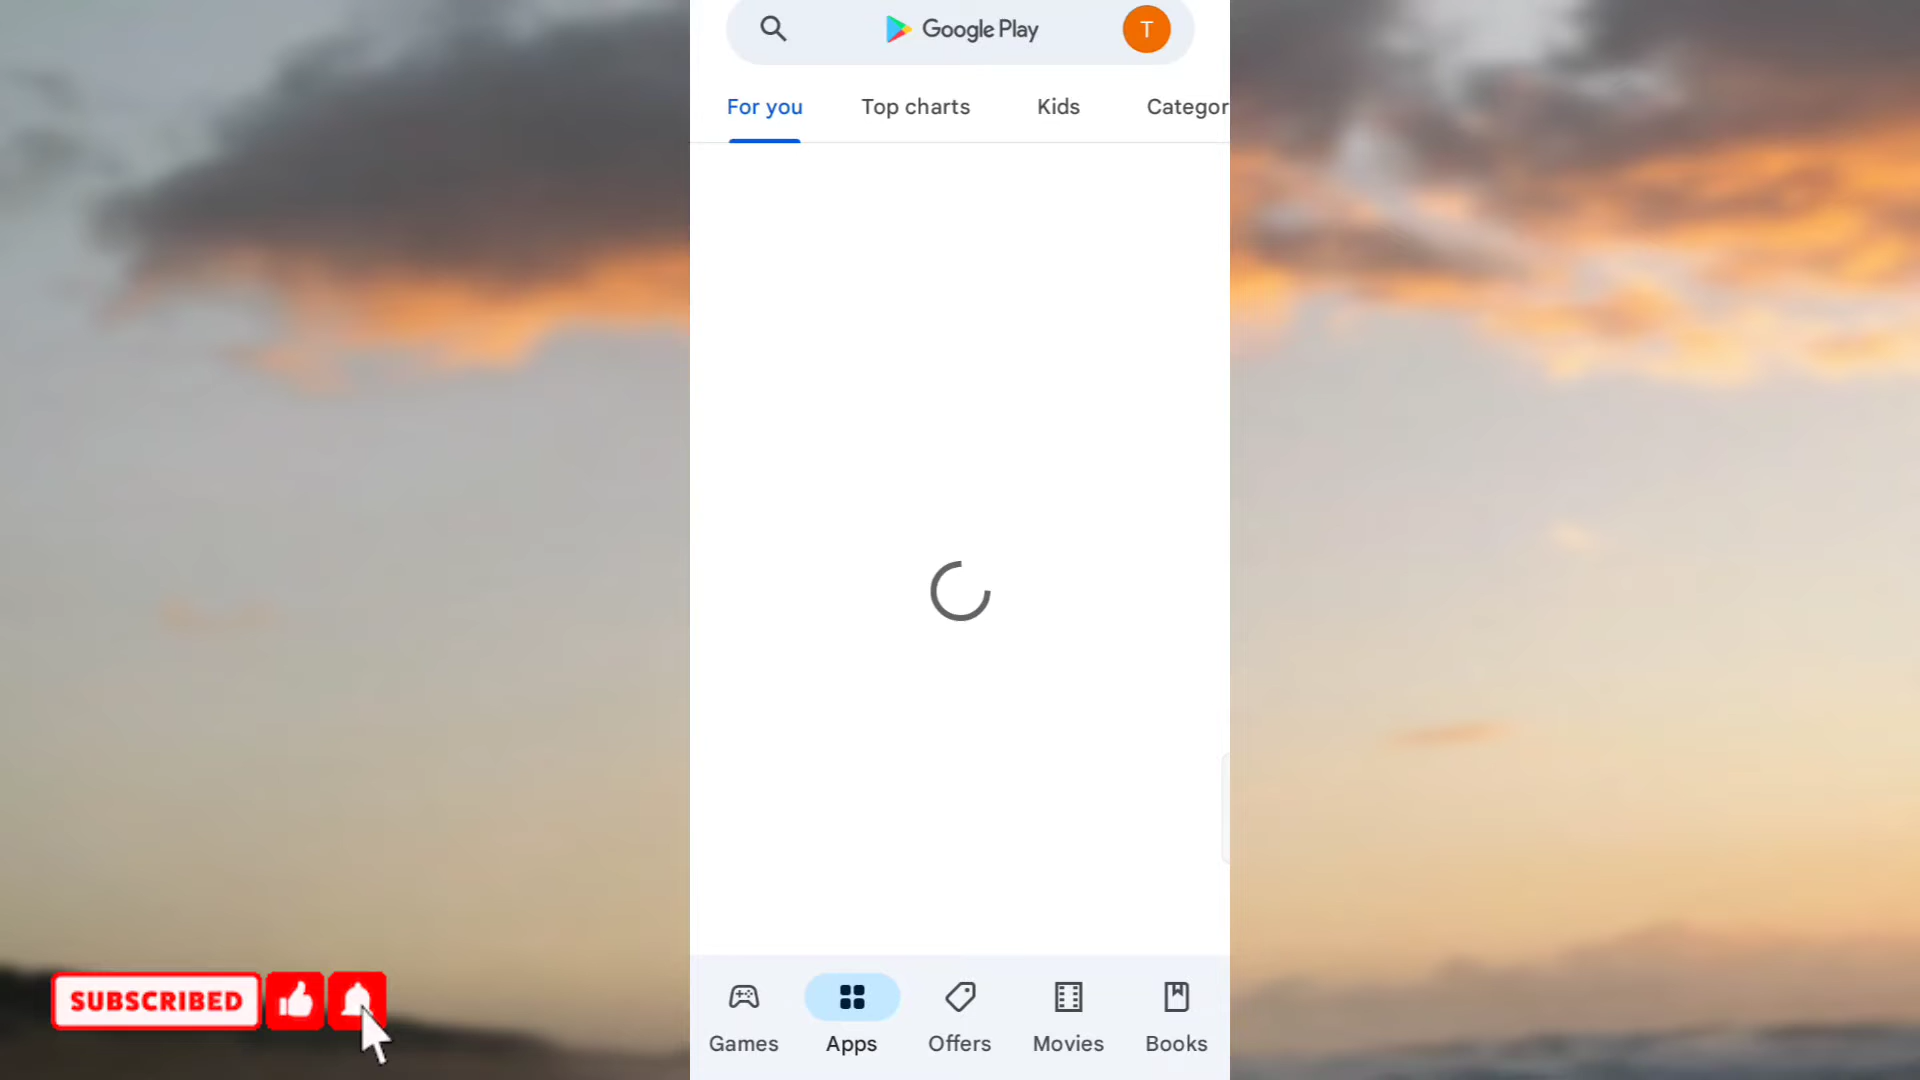 Google Play
T
For you Top charts Kids Categor
Games Apps Offers Movies Books
SUBSCRIBED